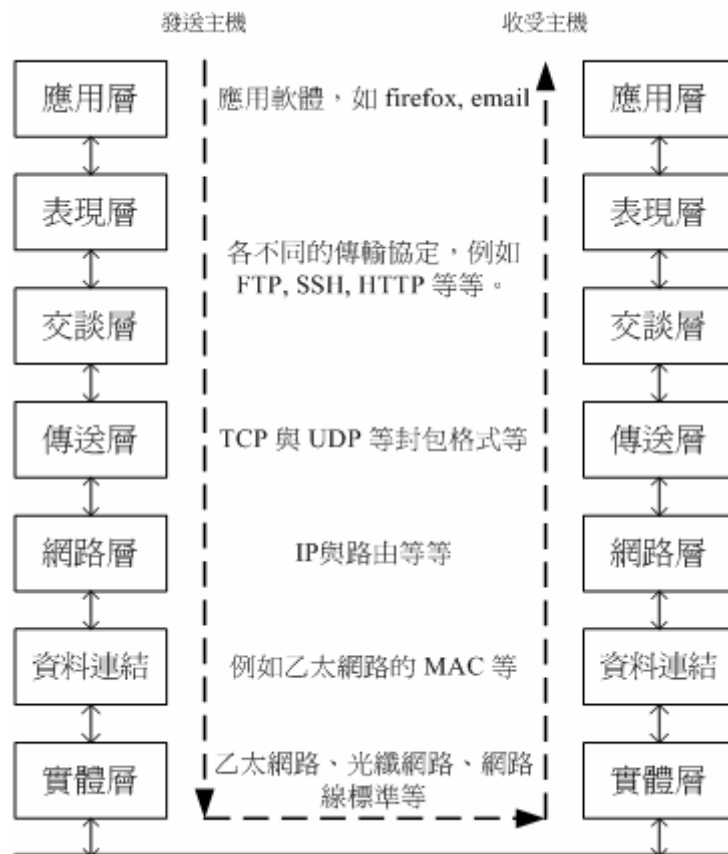 發送主機
收受主機
應用層
應用軟體，如 firefox, email
應用層
表現層
表現層
各不同的傳輸協定，例如
FTP, SSH, HTTP 等等。
交談層
交談層
傳送層
TCP 與 UDP 等封包格式等
傳送層
網路層
IP與路由等等
網路層
資料連結
例如乙太網路的 MAC 等
資料連結
實體層
乙太網路、光纖網路、網路
線標準等
實體層